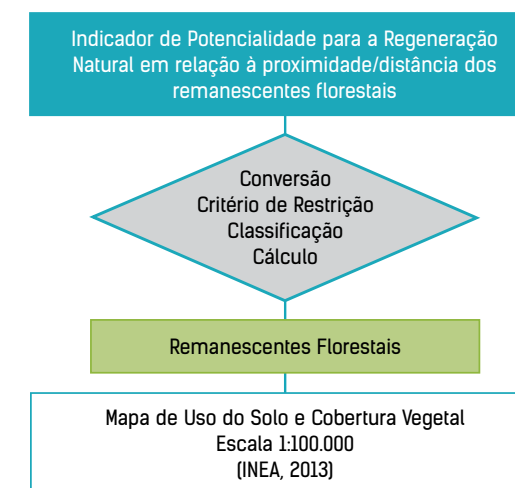 Indicador de Potencialidade para a Regeneração
Natural em relação à proximidade/distância dos
remanescentes florestais
Conversão
Critério de Restrição
Classificação
Cálculo
Remanescentes Florestais
Mapa de Uso do Solo e Cobertura Vegetal
Escala 1:100.000
(INEA, 2013)